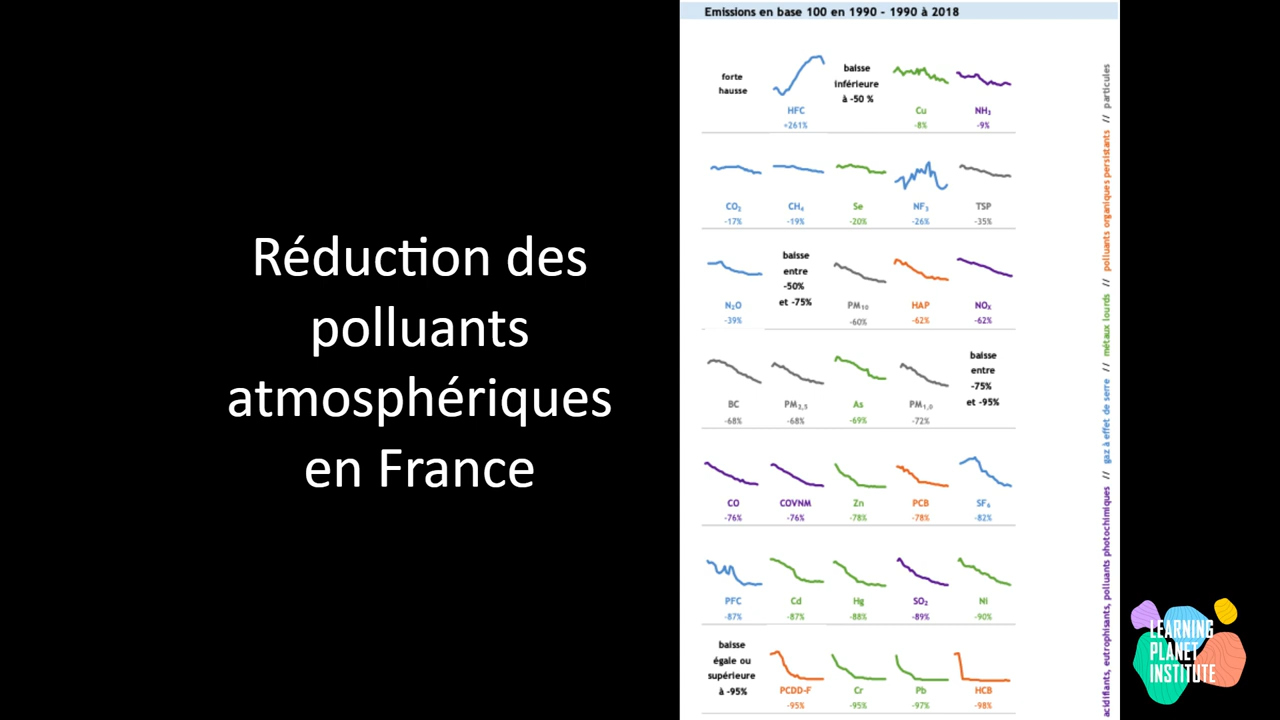 Emissions en base 100 en 1990 - 1990 à 2018
Réduction des
polluants
atmosphériques
en France
forte
hausse
HFC
+261%
baisse
inférieure
à -50 %
Cu
-8%
NH₃
-9%
CO₂
-17%
CH₄
-19%
Se
-20%
NF₃
-26%
TSP
-35%
N₂O
-39%
baisse
entre
-50%
et -75%
PM₁₀
-60%
HAP
-62%
NOₓ
-62%
BC
-68%
PM₂,₅
-68%
As
-69%
PM₁,₀
-72%
baisse
entre
-75%
et -95%
CO
-76%
COVNM
-76%
Zn
-78%
PCB
-78%
SF₆
-82%
PFC
-87%
Cd
-87%
Hg
-88%
SO₂
-89%
Ni
-90%
baisse
égale ou
supérieure
à -95%
PCDD-F
-95%
Cr
-95%
Pb
-97%
HCB
-98%
acidifiants, eutrophisants, polluants photochimiques // gaz à effet de serre // métaux lourds // polluants organiques persistants // particules
LEARNING
PLANET
INSTITUTE